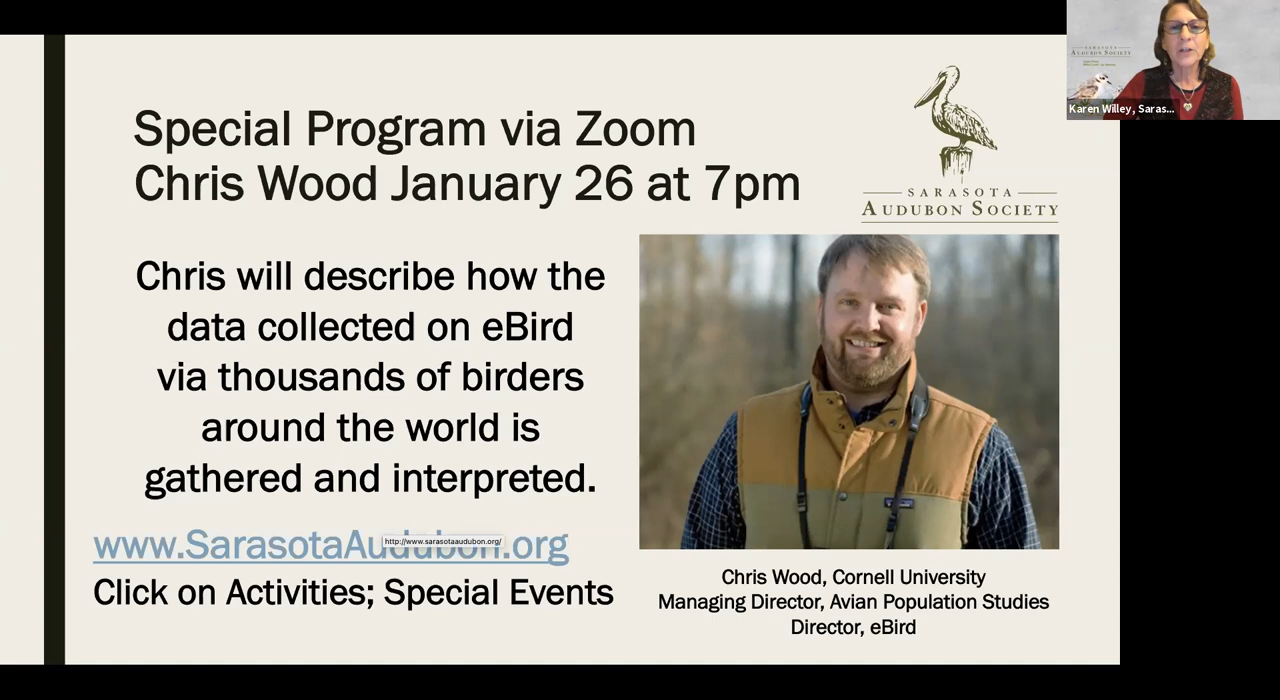 Special Program via Zoom
Chris Wood January 26 at 7pm
SARASOTA
AUDUBON SOCIETY
Chris will describe how the
data collected on eBird
via thousands of birders
around the world is
gathered and interpreted.
www.SarasotaAudubon.org
http://www.sarasotaaudubon.org/
Click on Activities; Special Events
Chris Wood, Cornell University
Managing Director, Avian Population Studies
Director, eBird
SARASOTA
AUDUBON SOCIETY
Karen Willey, Saras...